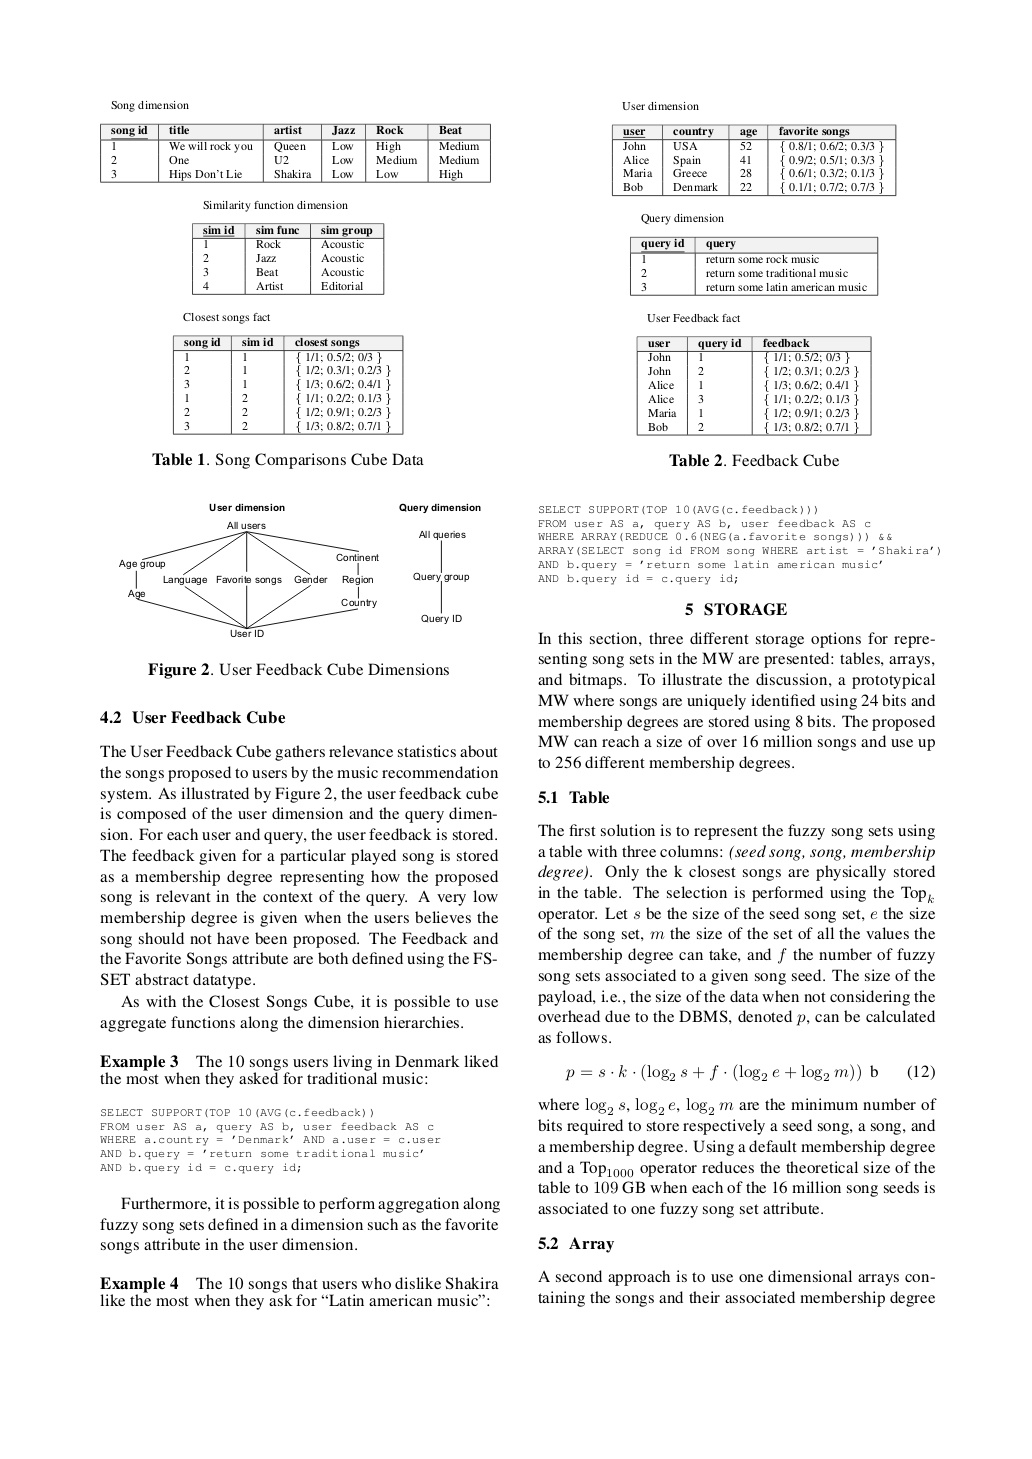 Song dimension
song id title artist Jazz Rock Beat
1 We will rock you Queen Low High Medium
2 One U2 Low Medium Medium
3 Hips Don't Lie Shakira Low Low High
Similarity function dimension
sim id sim func sim group
1 Rock Acoustic
2 Jazz Acoustic
3 Beat Acoustic
4 Artist Editorial
Closest songs fact
song id sim id closest songs
1 1 { 1/1; 0.5/2; 0/3 }
2 1 { 1/2; 0.3/1; 0.2/3 }
3 1 { 1/3; 0.6/2; 0.4/1 }
1 2 { 1/1; 0.2/2; 0.1/3 }
2 2 { 1/2; 0.9/1; 0.2/3 }
3 2 { 1/3; 0.8/2; 0.7/1 }
Table 1. Song Comparisons Cube Data
User dimension Query dimension
All users
All queries
Continent
Age group
Language Favorite songs Gender Region Query group
Age
Country
Query ID
User ID
Figure 2. User Feedback Cube Dimensions
4.2 User Feedback Cube
The User Feedback Cube gathers relevance statistics about
the songs proposed to users by the music recommendation
system. As illustrated by Figure 2, the user feedback cube
is composed of the user dimension and the query dimen-
sion. For each user and query, the user feedback is stored.
The feedback given for a particular played song is stored
as a membership degree representing how the proposed
song is relevant in the context of the query. A very low
membership degree is given when the users believes the
song should not have been proposed. The Feedback and
the Favorite Songs attribute are both defined using the FS-
SET abstract datatype.
As with the Closest Songs Cube, it is possible to use
aggregate functions along the dimension hierarchies.
Example 3 The 10 songs users living in Denmark liked
the most when they asked for traditional music:
SELECT SUPPORT(TOP 10(AVG(c.feedback))
FROM user AS a, query AS b, user feedback AS c
WHERE a.country = 'Denmark' AND a.user = c.user
AND b.query = 'return some traditional music'
AND b.query id = c.query id;
Furthermore, it is possible to perform aggregation along
fuzzy song sets defined in a dimension such as the favorite
songs attribute in the user dimension.
Example 4 The 10 songs that users who dislike Shakira
like the most when they ask for “Latin american music”:
User dimension
user country age favorite songs
John USA 52 { 0.8/1; 0.6/2; 0.3/3 }
Alice Spain 41 { 0.9/2; 0.5/1; 0.3/3 }
Maria Greece 28 { 0.6/1; 0.3/2; 0.1/3 }
Bob Denmark 22 { 0.1/1; 0.7/2; 0.7/3 }
Query dimension
query id query
1 return some rock music
2 return some traditional music
3 return some latin american music
User Feedback fact
user query id feedback
John 1 { 1/1; 0.5/2; 0/3 }
John 2 { 1/2; 0.3/1; 0.2/3 }
Alice 1 { 1/3; 0.6/2; 0.4/1 }
Alice 3 { 1/1; 0.2/2; 0.1/3 }
Maria 1 { 1/2; 0.9/1; 0.2/3 }
Bob 2 { 1/3; 0.8/2; 0.7/1 }
Table 2. Feedback Cube
SELECT SUPPORT(TOP 10(AVG(c.feedback)))
FROM user AS a, query AS b, user feedback AS c
WHERE ARRAY(REDUCE 0.6(NEG(a.favorite songs))) &&
ARRAY(SELECT song id FROM song WHERE artist = 'Shakira')
AND b.query = 'return some latin american music'
AND b.query id = c.query id;
5 STORAGE
In this section, three different storage options for repre-
senting song sets in the MW are presented: tables, arrays,
and bitmaps. To illustrate the discussion, a prototypical
MW where songs are uniquely identified using 24 bits and
membership degrees are stored using 8 bits. The proposed
MW can reach a size of over 16 million songs and use up
to 256 different membership degrees.
5.1 Table
The first solution is to represent the fuzzy song sets using
a table with three columns: (seed song, song, membership
degree). Only the k closest songs are physically stored
in the table. The selection is performed using the Topₖ
operator. Let s be the size of the seed song set, e the size
of the song set, m the size of the set of all the values the
membership degree can take, and f the number of fuzzy
song sets associated to a given song seed. The size of the
payload, i.e., the size of the data when not considering the
overhead due to the DBMS, denoted p, can be calculated
as follows.
p = s · k · (log₂ s + f · (log₂ e + log₂ m)) b (12)
where log₂ s, log₂ e, log₂ m are the minimum number of
bits required to store respectively a seed song, a song, and
a membership degree. Using a default membership degree
and a Top₁₀₀₀ operator reduces the theoretical size of the
table to 109 GB when each of the 16 million song seeds is
associated to one fuzzy song set attribute.
5.2 Array
A second approach is to use one dimensional arrays con-
taining the songs and their associated membership degree